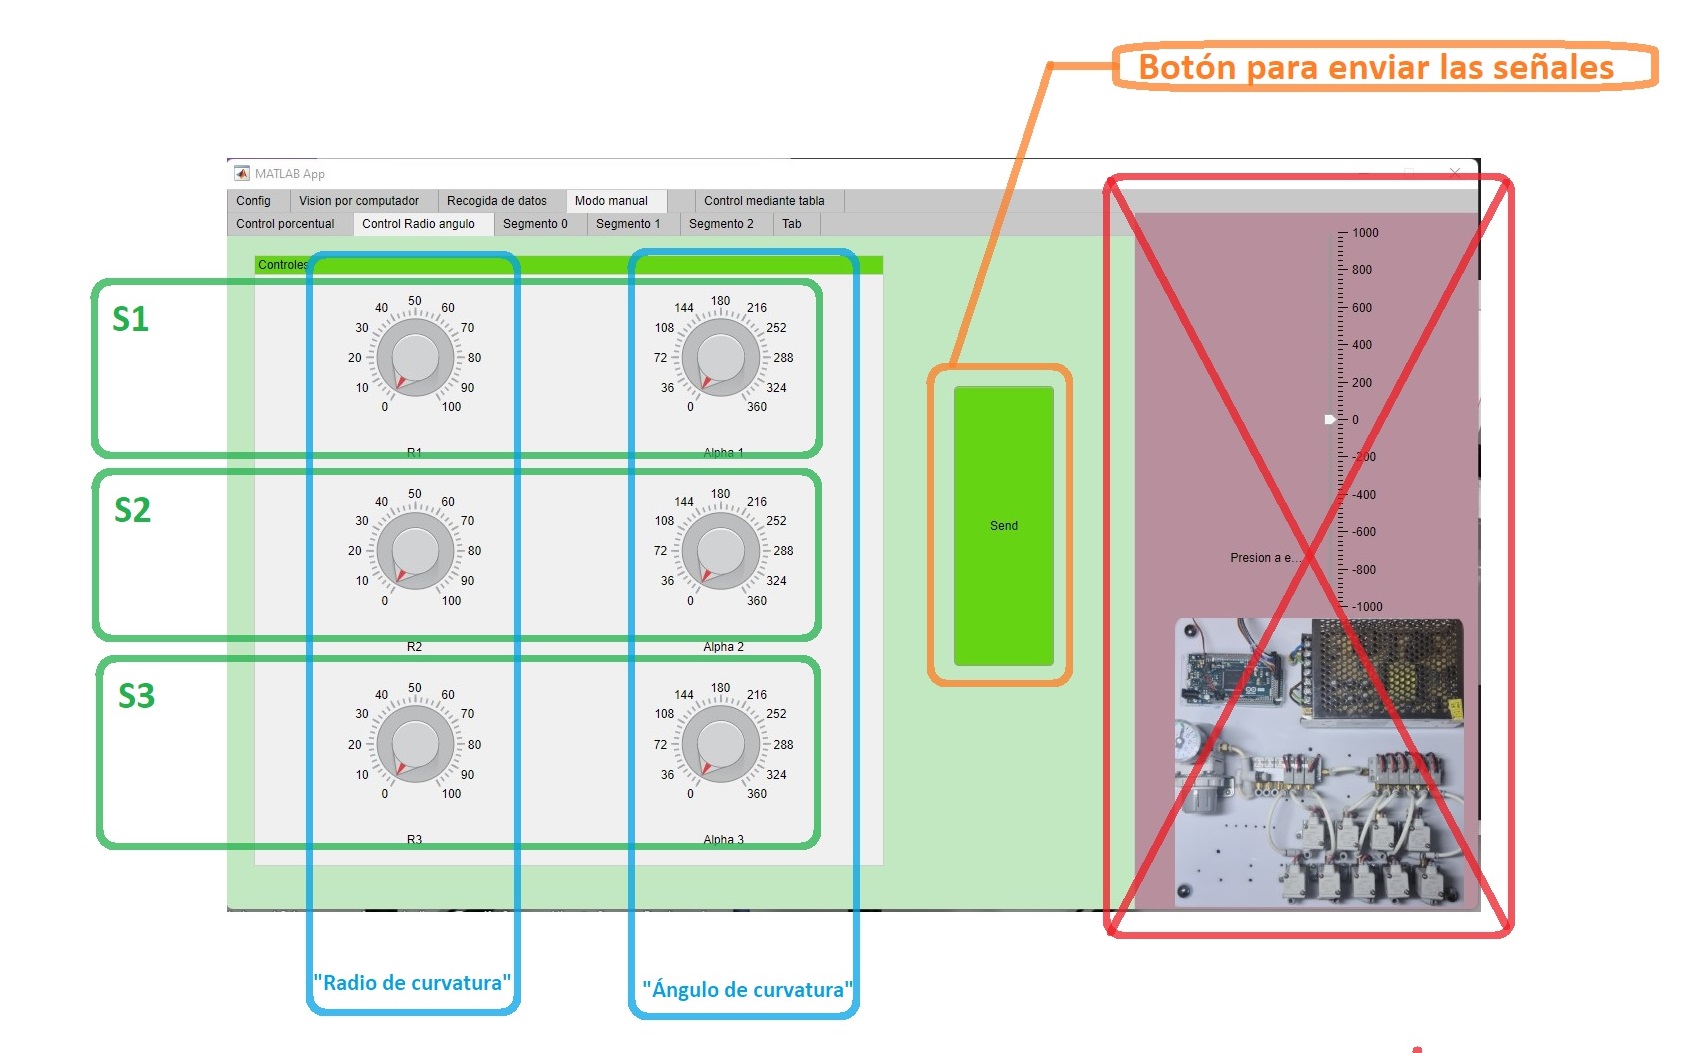 Botón para enviar las señales
MATLAB App
Config Vision por computador Recogida de datos Modo manual Control mediante tabla
Control porcentual Control Radio angulo Segmento 0 Segmento 1 Segmento 2 Tab
Controles
S1
0 10 20 30 40 50 60 70 80 90 100
R1
0 36 72 108 144 180 216 252 288 324 360
Alpha 1
S2
0 10 20 30 40 50 60 70 80 90 100
R2
0 36 72 108 144 180 216 252 288 324 360
Alpha 2
S3
0 10 20 30 40 50 60 70 80 90 100
R3
0 36 72 108 144 180 216 252 288 324 360
Alpha 3
Send
1000
800
600
400
200
0
-200
-400
-600
-800
-1000
Presion a e...
"Radio de curvatura"
"Ángulo de curvatura"